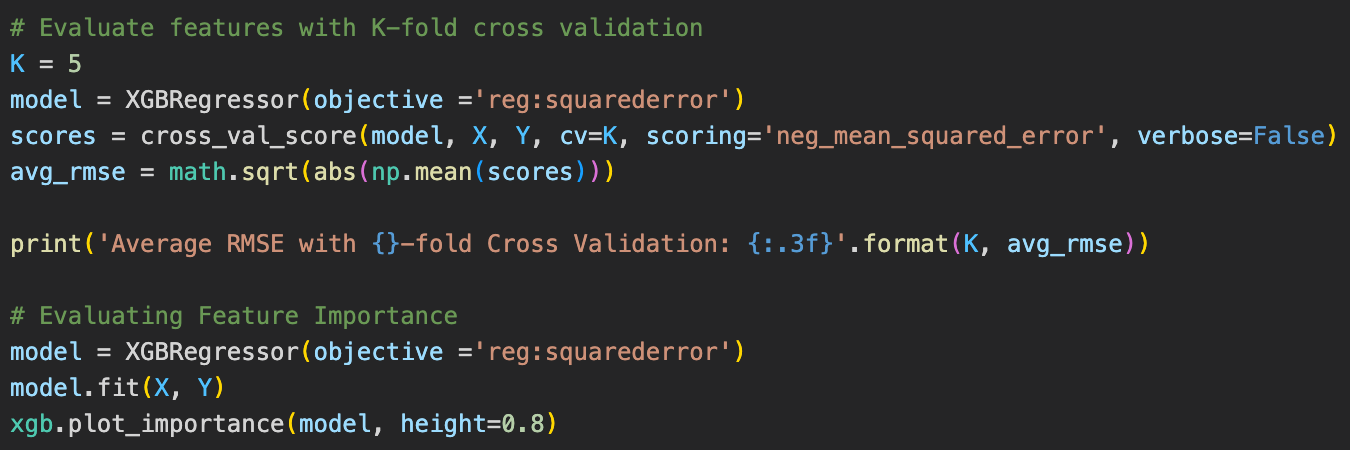 # Evaluate features with K-fold cross validation
K = 5
model = XGBRegressor(objective ='reg:squarederror')
scores = cross_val_score(model, X, Y, cv=K, scoring='neg_mean_squared_error', verbose=False)
avg_rmse = math.sqrt(abs(np.mean(scores)))
print('Average RMSE with {}-fold Cross Validation: {:.3f}'.format(K, avg_rmse))
# Evaluating Feature Importance
model = XGBRegressor(objective ='reg:squarederror')
model.fit(X, Y)
xgb.plot_importance(model, height=0.8)